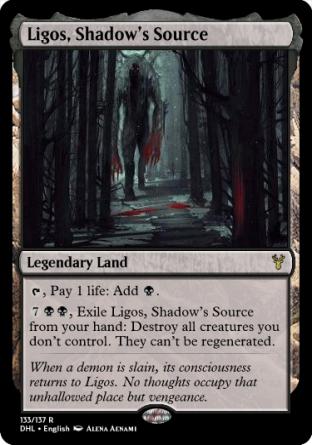 Ligos, Shadow's Source
Legendary Land
, Pay 1 life: Add .
7 , Exile Ligos, Shadow's Source
from your hand: Destroy all creatures you
don't control. They can't be regenerated.
When a demon is slain, its consciousness
returns to Ligos. No thoughts occupy that
unhallowed place but vengeance.
133/137 R
DHL • English Alena Aenami